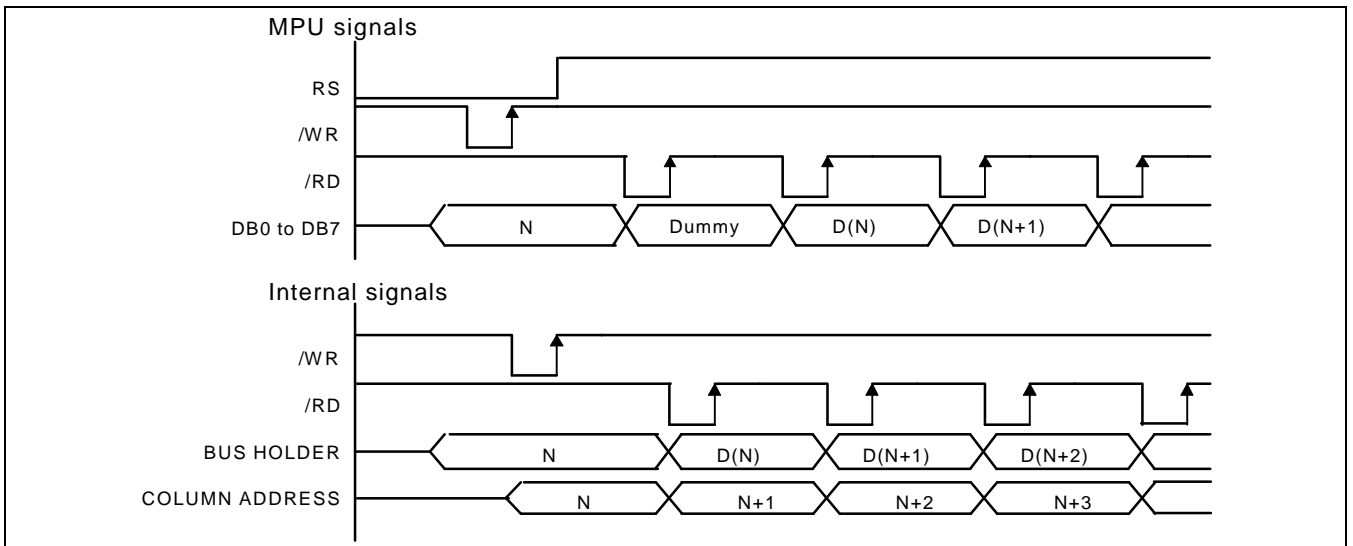 MPU signals
RS
/WR
/RD
DB0 to DB7 N Dummy D(N) D(N+1)
Internal signals
/WR
/RD
BUS HOLDER N D(N) D(N+1) D(N+2)
COLUMN ADDRESS N N+1 N+2 N+3